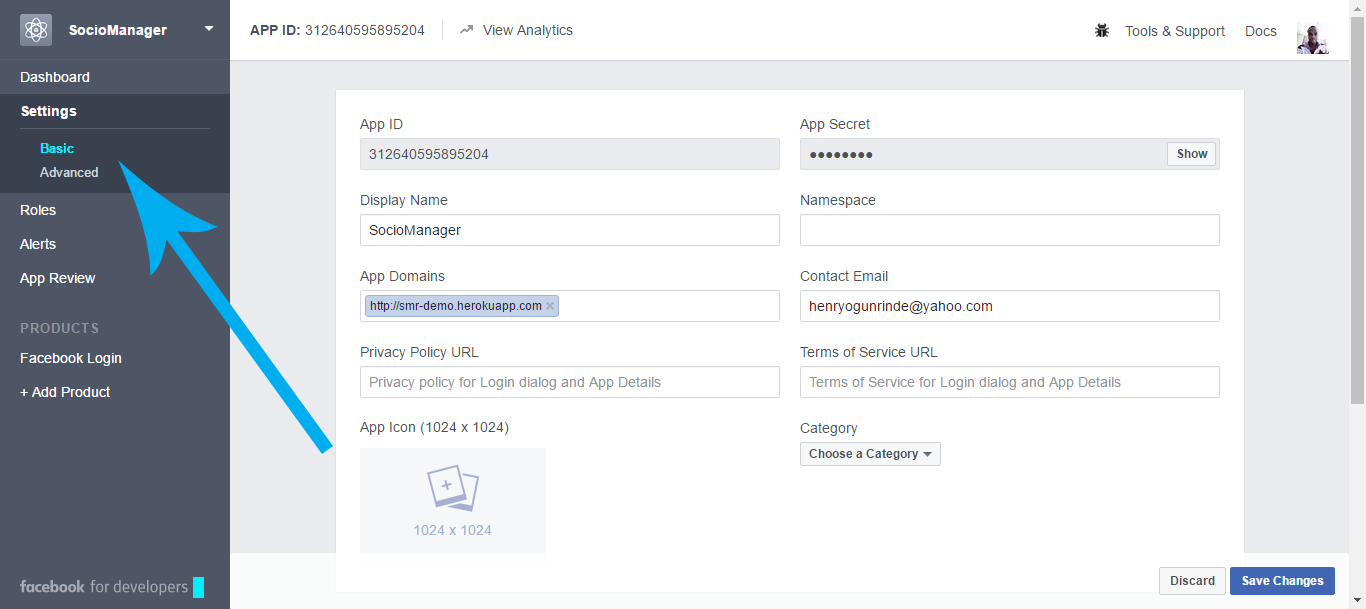 SocioManager
APP ID: 312640595895204
View Analytics
Tools & Support
Docs
Dashboard
Settings
Basic
Advanced
Roles
Alerts
App Review
PRODUCTS
Facebook Login
+ Add Product
facebook for developers
App ID
312640595895204
App Secret
●●●●●●●●
Show
Display Name
SocioManager
Namespace
App Domains
http://smr-demo.herokuapp.com ×
Contact Email
henryogunrinde@yahoo.com
Privacy Policy URL
Privacy policy for Login dialog and App Details
Terms of Service URL
Terms of Service for Login dialog and App Details
App Icon (1024 x 1024)
1024 x 1024
Category
Choose a Category
Discard
Save Changes